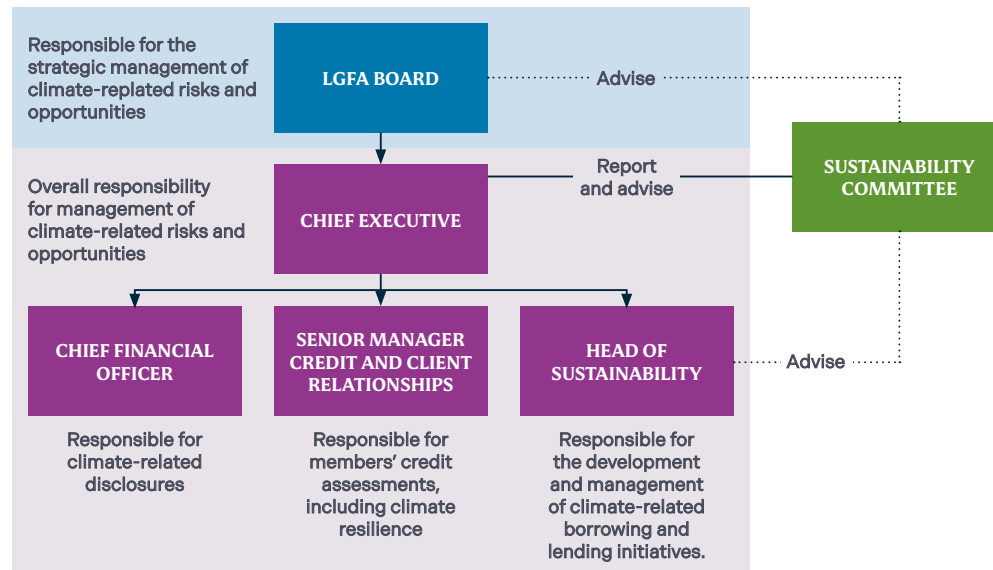 Responsible for the
strategic management of
climate-replated risks and
opportunities
LGFA BOARD
Advise
SUSTAINABILITY
COMMITTEE
Report
and advise
Overall responsibility
for management of
climate-related risks and
opportunities
CHIEF EXECUTIVE
CHIEF FINANCIAL
OFFICER
SENIOR MANAGER
CREDIT AND CLIENT
RELATIONSHIPS
HEAD OF
SUSTAINABILITY
Advise
Responsible for
climate-related
disclosures
Responsible for
members’ credit
assessments,
including climate
resilience
Responsible for
the development
and management
of climate-related
borrowing and
lending initiatives.